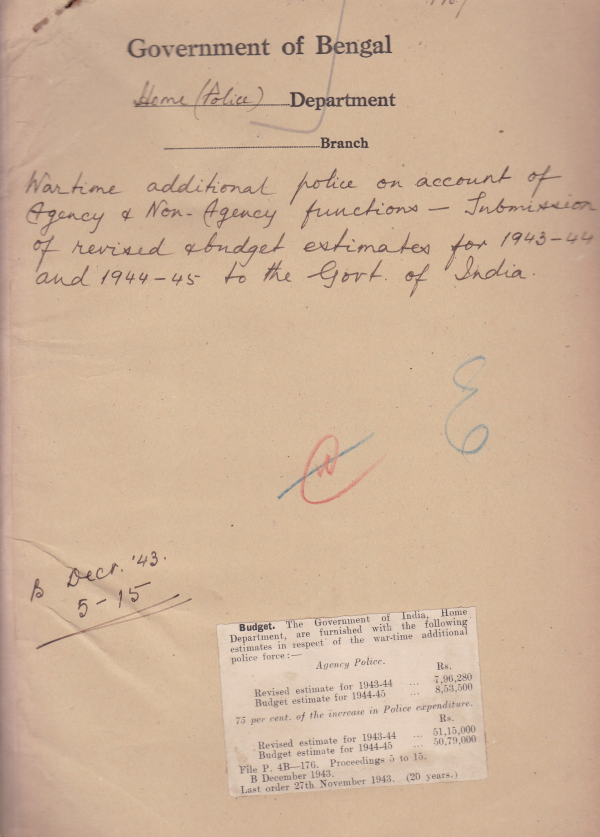 Government of Bengal
Home (Police) Department
Branch
Wartime additional police on account of
Agency & Non-Agency functions – Submission
of revised & budget estimates for 1943–44
and 1944–45 to the Govt. of India.
E
B Decr. '43.
5–15
Budget. The Government of India, Home
Department, are furnished with the following
estimates in respect of the war-time additional
police force:—
Agency Police.
Rs.
Revised estimate for 1943-44 ... 7,96,280
Budget estimate for 1944-45 ... 8,53,500
75 per cent. of the increase in Police expenditure.
Rs.
Revised estimate for 1943-44 ... 51,15,000
Budget estimate for 1944-45 ... 50,79,000
File P. 4B—176. Proceedings 5 to 15.
B December 1943.
Last order 27th November 1943. (20 years.)